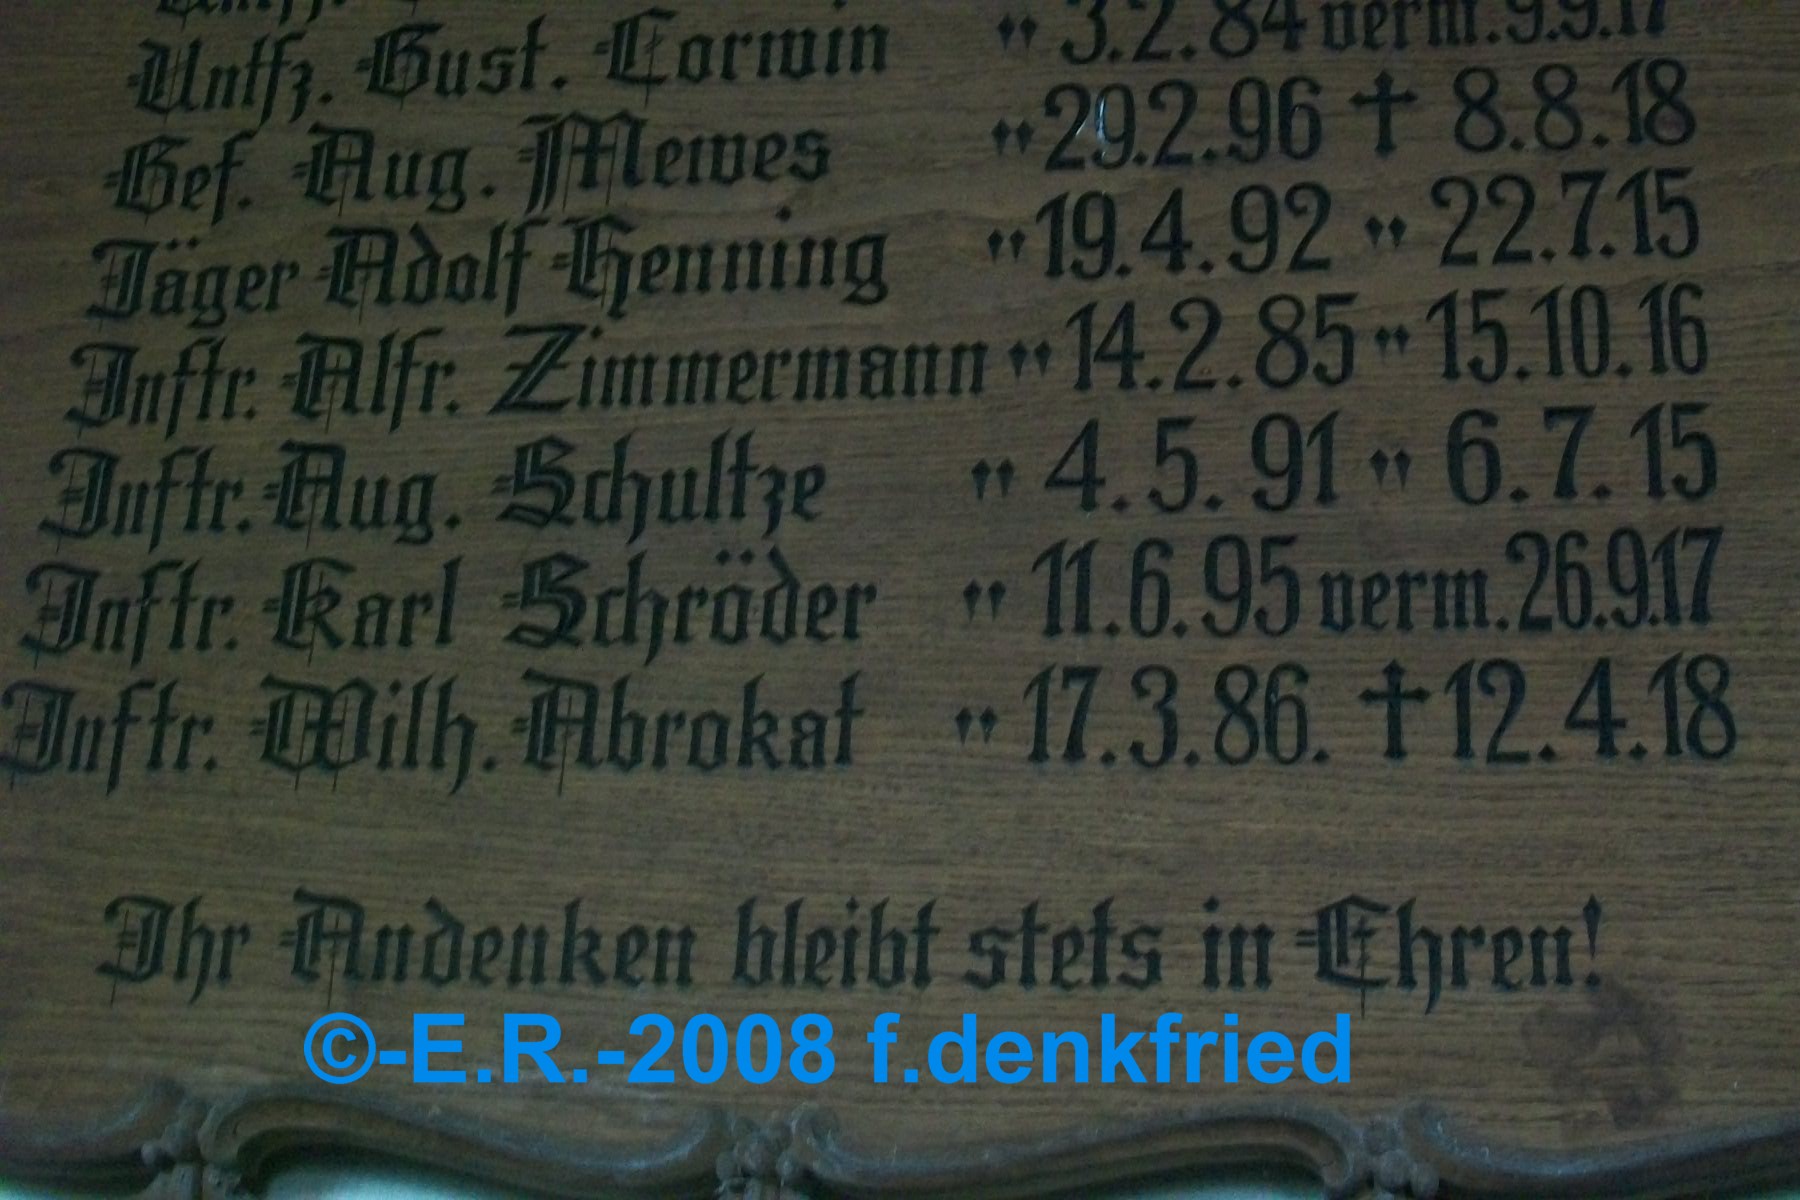 Untfz. Gust. Corwin " 3.2.84 verm. 9.9.17
Gef. Aug. Mewes " 29.2.96 † 8.8.18
Jäger Adolf Henning " 19.4.92 " 22.7.15
Inftr. Alfr. Zimmermann " 14.2.85 " 15.10.16
Inftr. Aug. Schultze " 4.5.91 " 6.7.15
Inftr. Karl Schröder " 11.6.95 verm. 26.9.17
Inftr. Wilh. Abrokat " 17.3.86. † 12.4.18
Ihr Andenken bleibt stets in Ehren!
©-E.R.-2008 f.denkfried